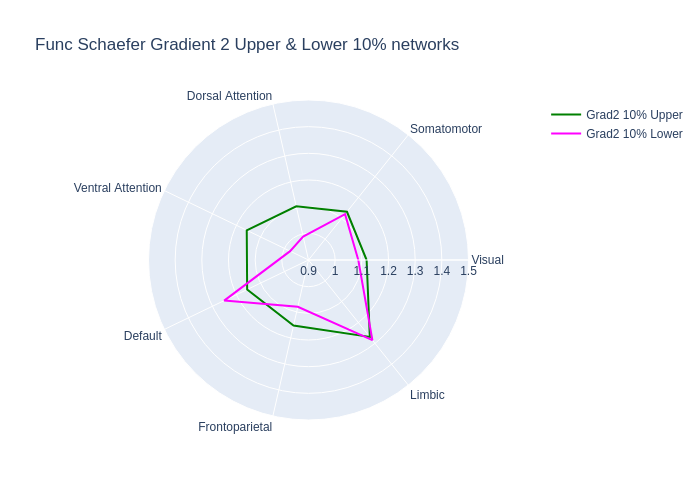 Func Schaefer Gradient 2 Upper & Lower 10% networks
Dorsal Attention
Somatomotor
Grad2 10% Upper
Grad2 10% Lower
Ventral Attention
Visual
0.9 1 1.1 1.2 1.3 1.4 1.5
Default
Limbic
Frontoparietal